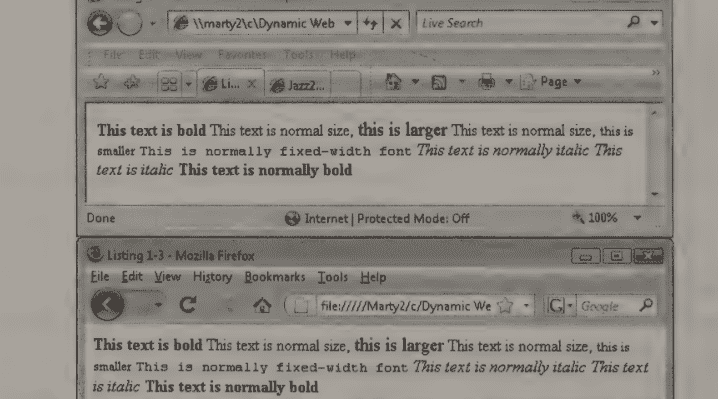 \\marty2\c\Dynamic Web Live Search
File Edit View Favorites Tools Help
Li... Jazz2... Page
This text is bold This text is normal size, this is larger This text is normal size, this is
smaller This is normally fixed-width font This text is normally italic This
text is italic This text is normally bold
Done Internet | Protected Mode: Off 100%
Listing 1-3 - Mozilla Firefox
File Edit View History Bookmarks Tools Help
file://///Marty2/c/Dynamic We Google
This text is bold This text is normal size, this is larger This text is normal size, this is
smaller This is normally fixed-width font This text is normally italic This text
is italic This text is normally bold